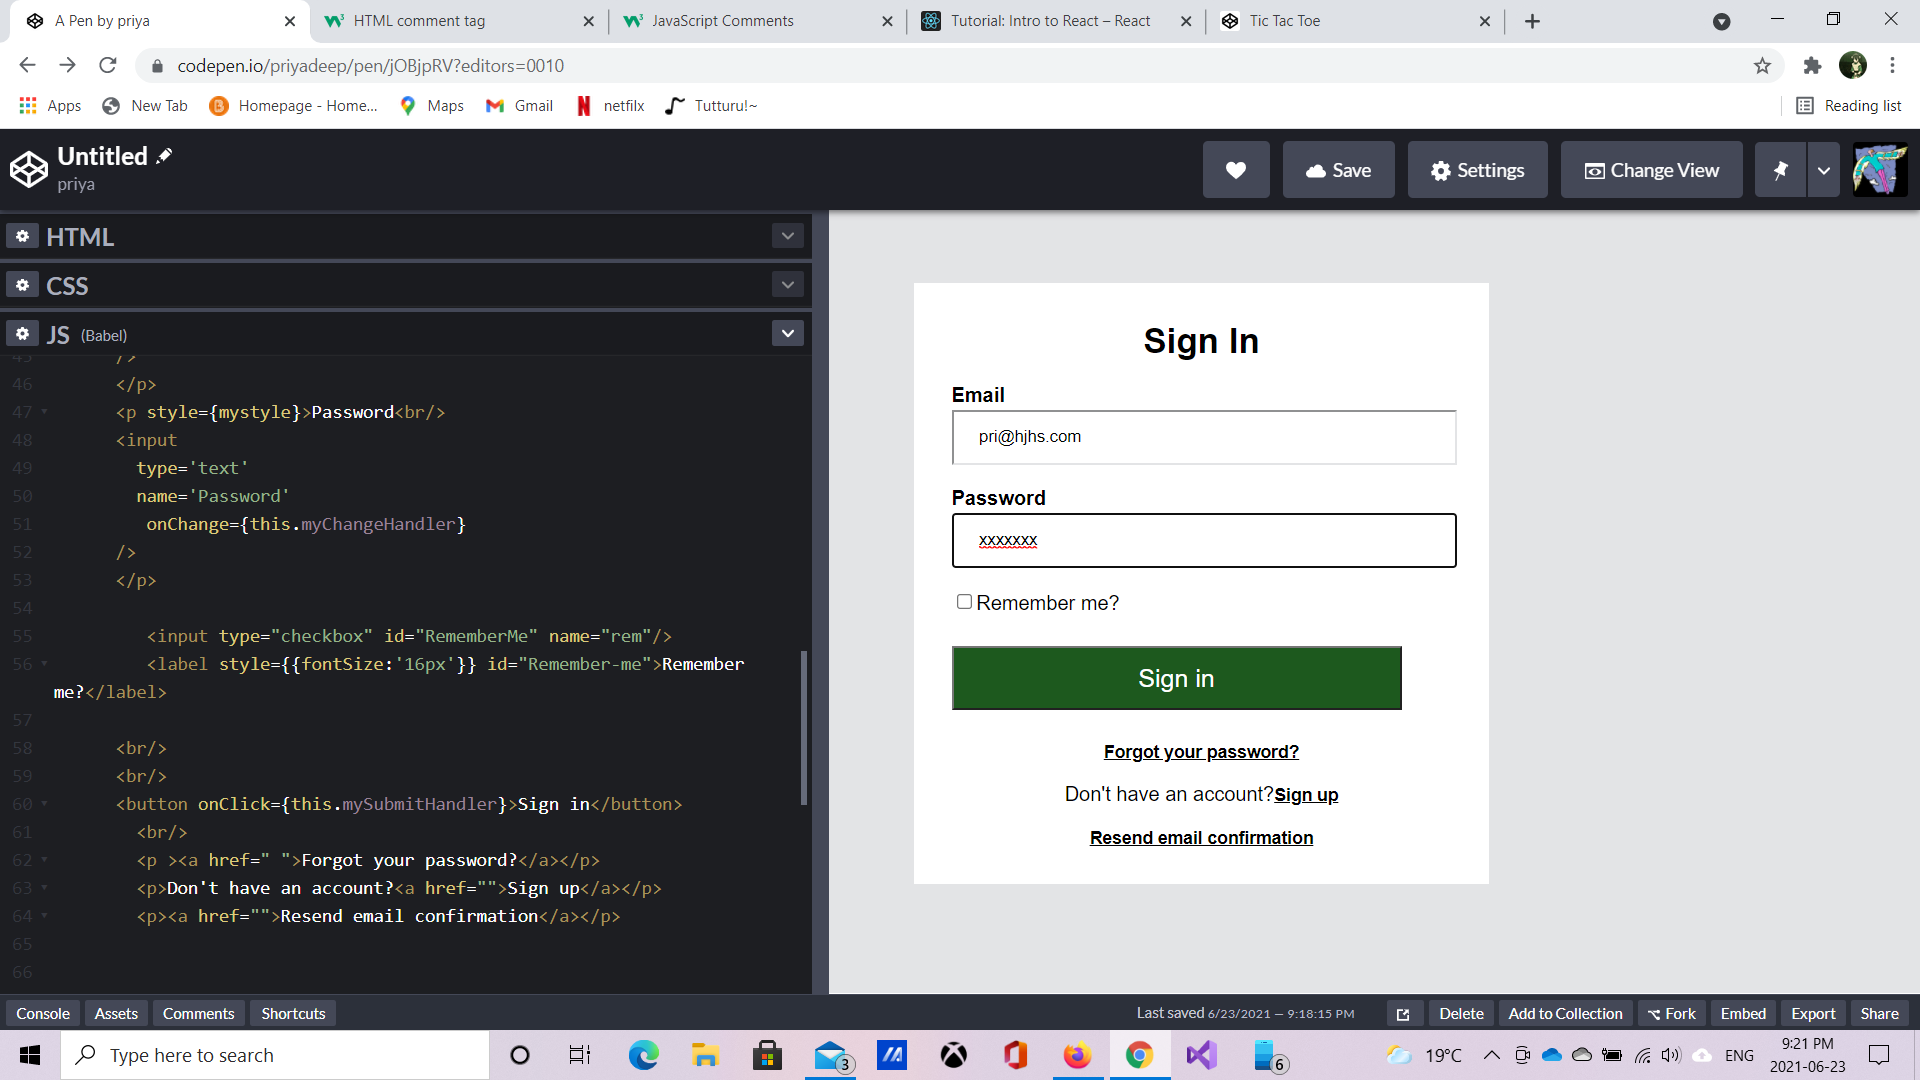 A Pen by priya
HTML comment tag
JavaScript Comments
Tutorial: Intro to React – React
Tic Tac Toe
codepen.io/priyadeep/pen/jOBjpRV?editors=0010
Apps
New Tab
Homepage - Home...
Maps
Gmail
netfilx
Tutturu!~
Reading list
Untitled
priya
Save
Settings
Change View
HTML
CSS
JS (Babel)
45 />
46 </p>
47 <p style={mystyle}>Password<br/>
48 <input
49 type='text'
50 name='Password'
51 onChange={this.myChangeHandler}
52 />
53 </p>
54
55 <input type="checkbox" id="RememberMe" name="rem"/>
56 <label style={{fontSize:'16px'}} id="Remember-me">Remember
me?</label>
57
58 <br/>
59 <br/>
60 <button onClick={this.mySubmitHandler}>Sign in</button>
61 <br/>
62 <p ><a href=" ">Forgot your password?</a></p>
63 <p>Don't have an account?<a href="">Sign up</a></p>
64 <p><a href="">Resend email confirmation</a></p>
65
66
Sign In
Email
pri@hjhs.com
Password
xxxxxxx
Remember me?
Sign in
Forgot your password?
Don't have an account?Sign up
Resend email confirmation
Console
Assets
Comments
Shortcuts
Last saved 6/23/2021 — 9:18:15 PM
Delete
Add to Collection
Fork
Embed
Export
Share
Type here to search
3
6
19°C
ENG
9:21 PM
2021-06-23